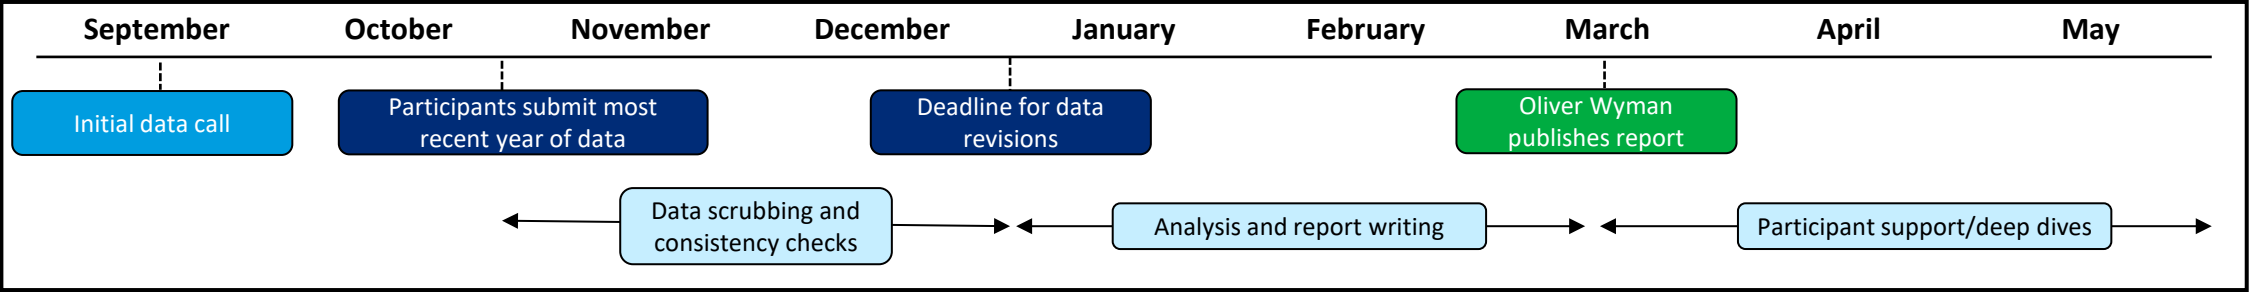 September October November December January February March April May
Initial data call
Participants submit most
recent year of data
Deadline for data
revisions
Oliver Wyman
publishes report
Data scrubbing and
consistency checks
Analysis and report writing
Participant support/deep dives